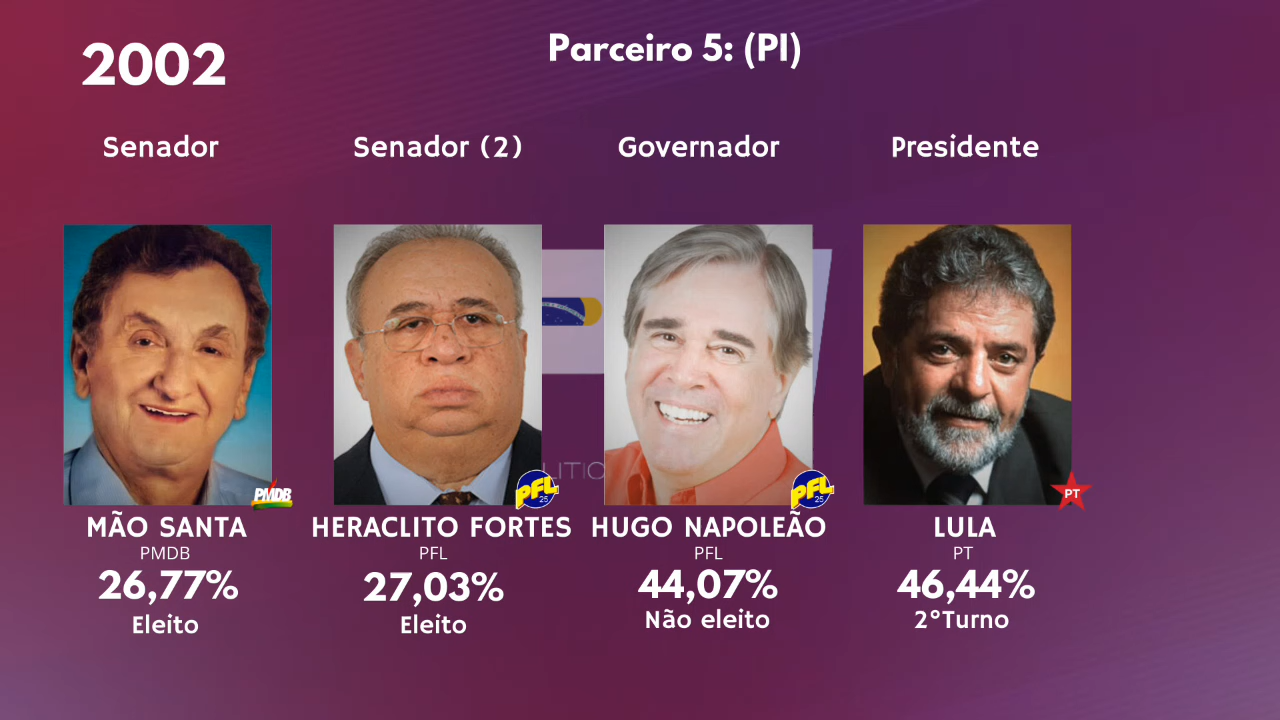 2002
Parceiro 5: (PI)
Senador
Senador (2)
Governador
Presidente
LITIC
PMDB
PFL
25
PFL
25
PT
MÃO SANTA
PMDB
26,77%
Eleito
HERACLITO FORTES
PFL
27,03%
Eleito
HUGO NAPOLEÃO
PFL
44,07%
Não eleito
LULA
PT
46,44%
2°Turno